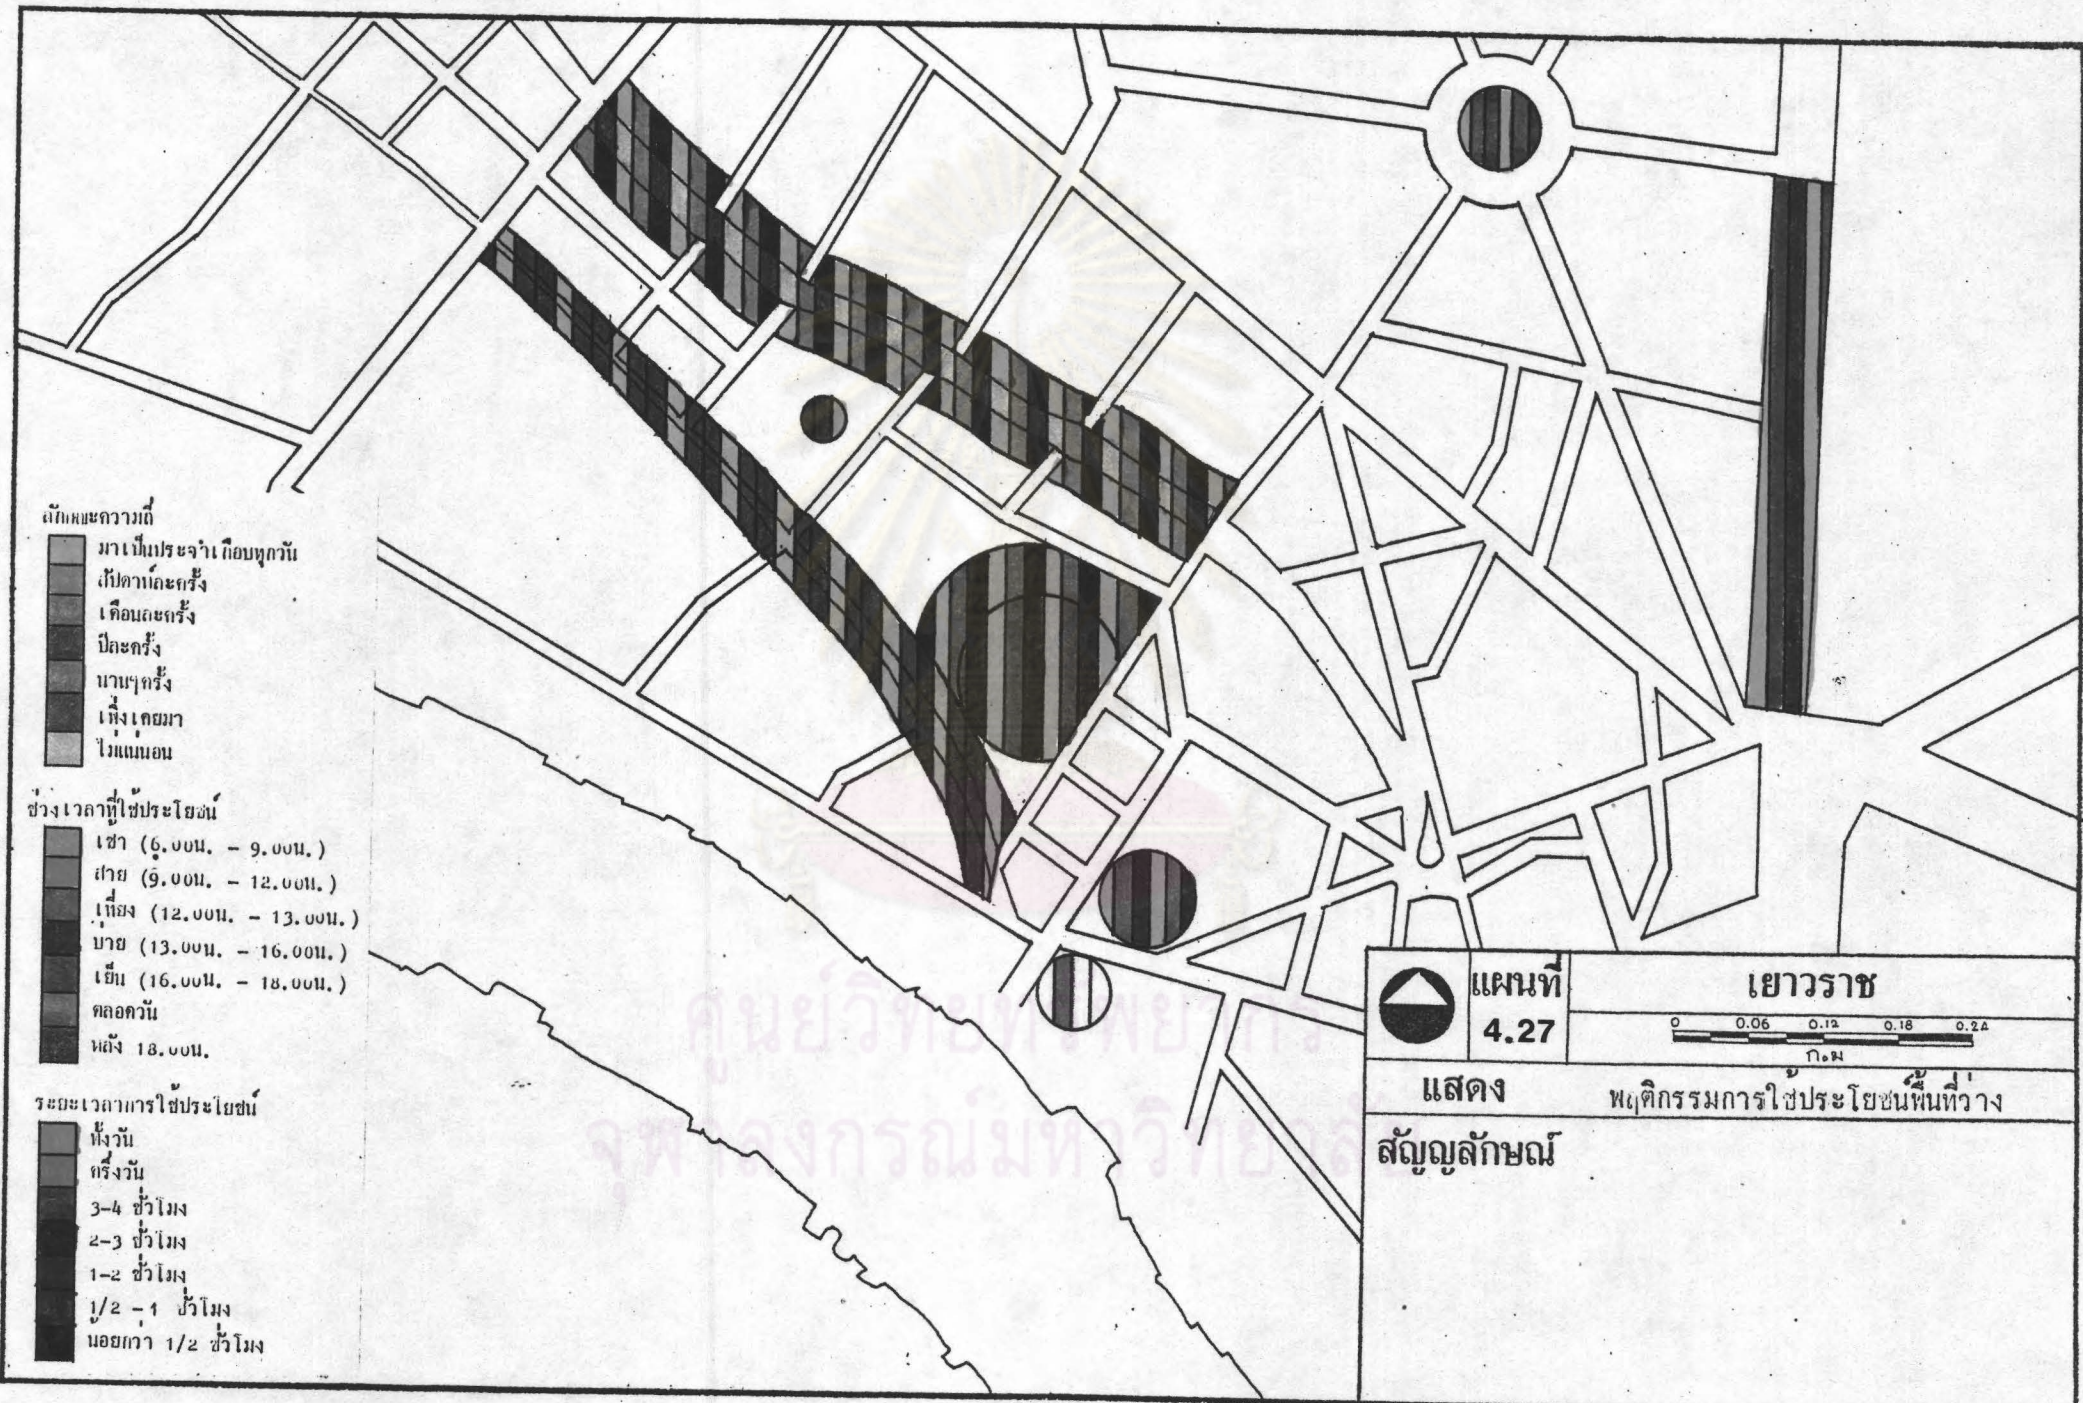 ลักษณะความถี่
มาเป็นประจำเกือบทุกวัน
สัปดาห์ละครั้ง
เดือนละครั้ง
ปีละครั้ง
นานๆครั้ง
เพิ่งเคยมา
ไม่แน่นอน
ช่วงเวลาที่ใช้ประโยชน์
เช้า (6.00น. - 9.00น.)
สาย (9.00น. - 12.00น.)
เที่ยง (12.00น. - 13.00น.)
บ่าย (13.00น. - 16.00น.)
เย็น (16.00น. - 18.00น.)
ตลอดวัน
หลัง 18.00น.
ระยะเวลาการใช้ประโยชน์
ทั้งวัน
ครึ่งวัน
3-4 ชั่วโมง
2-3 ชั่วโมง
1-2 ชั่วโมง
1/2 - 1 ชั่วโมง
น้อยกว่า 1/2 ชั่วโมง
ศูนย์วิทยทรัพยากร
จุฬาลงกรณ์มหาวิทยาลัย
แผนที่
4.27
เยาวราช
0 0.06 0.12 0.18 0.24
ก.ม
แสดง
พฤติกรรมการใช้ประโยชน์พื้นที่ว่าง
สัญญูลักษณ์